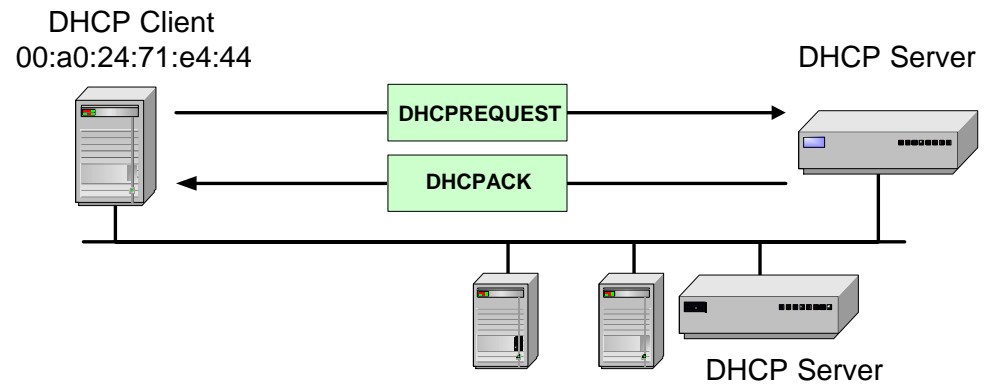 DHCP Client
00:a0:24:71:e4:44
DHCP Server
DHCPREQUEST
DHCPACK
DHCP Server